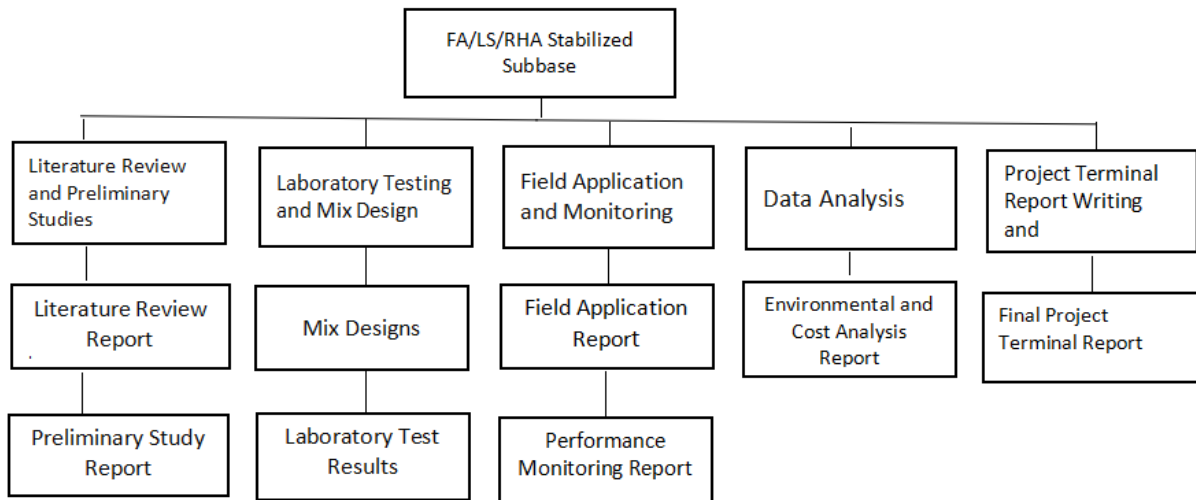 FA/LS/RHA Stabilized
Subbase
Literature Review
and Preliminary
Studies
Laboratory Testing
and Mix Design
Field Application
and Monitoring
Data Analysis
Project Terminal
Report Writing
and
Literature Review
Report
.
Mix Designs
Field Application
Report
Environmental and
Cost Analysis
Report
Final Project
Terminal Report
Preliminary Study
Report
Laboratory Test
Results
Performance
Monitoring Report